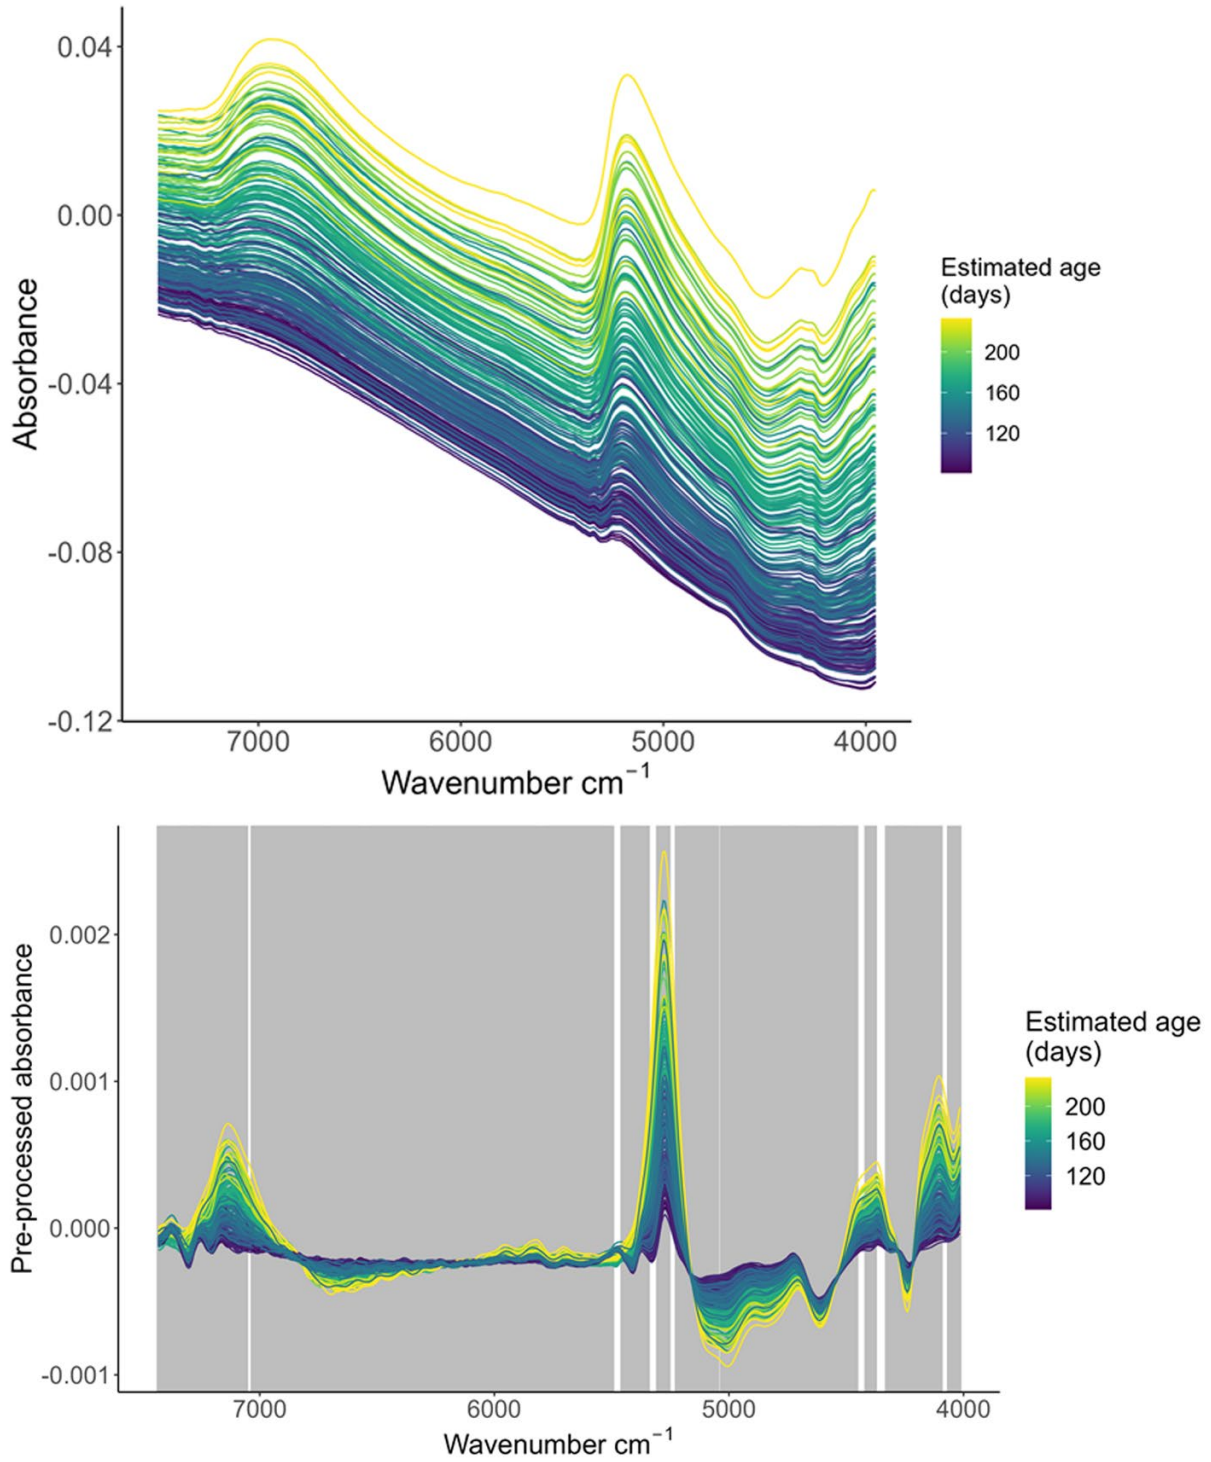 0.04
0.00
-0.04
-0.08
-0.12
Absorbance
7000 6000 5000 4000
Wavenumber cm⁻¹
Estimated age
(days)
200
160
120
0.002
0.001
0.000
-0.001
Pre-processed absorbance
7000 6000 5000 4000
Wavenumber cm⁻¹
Estimated age
(days)
200
160
120